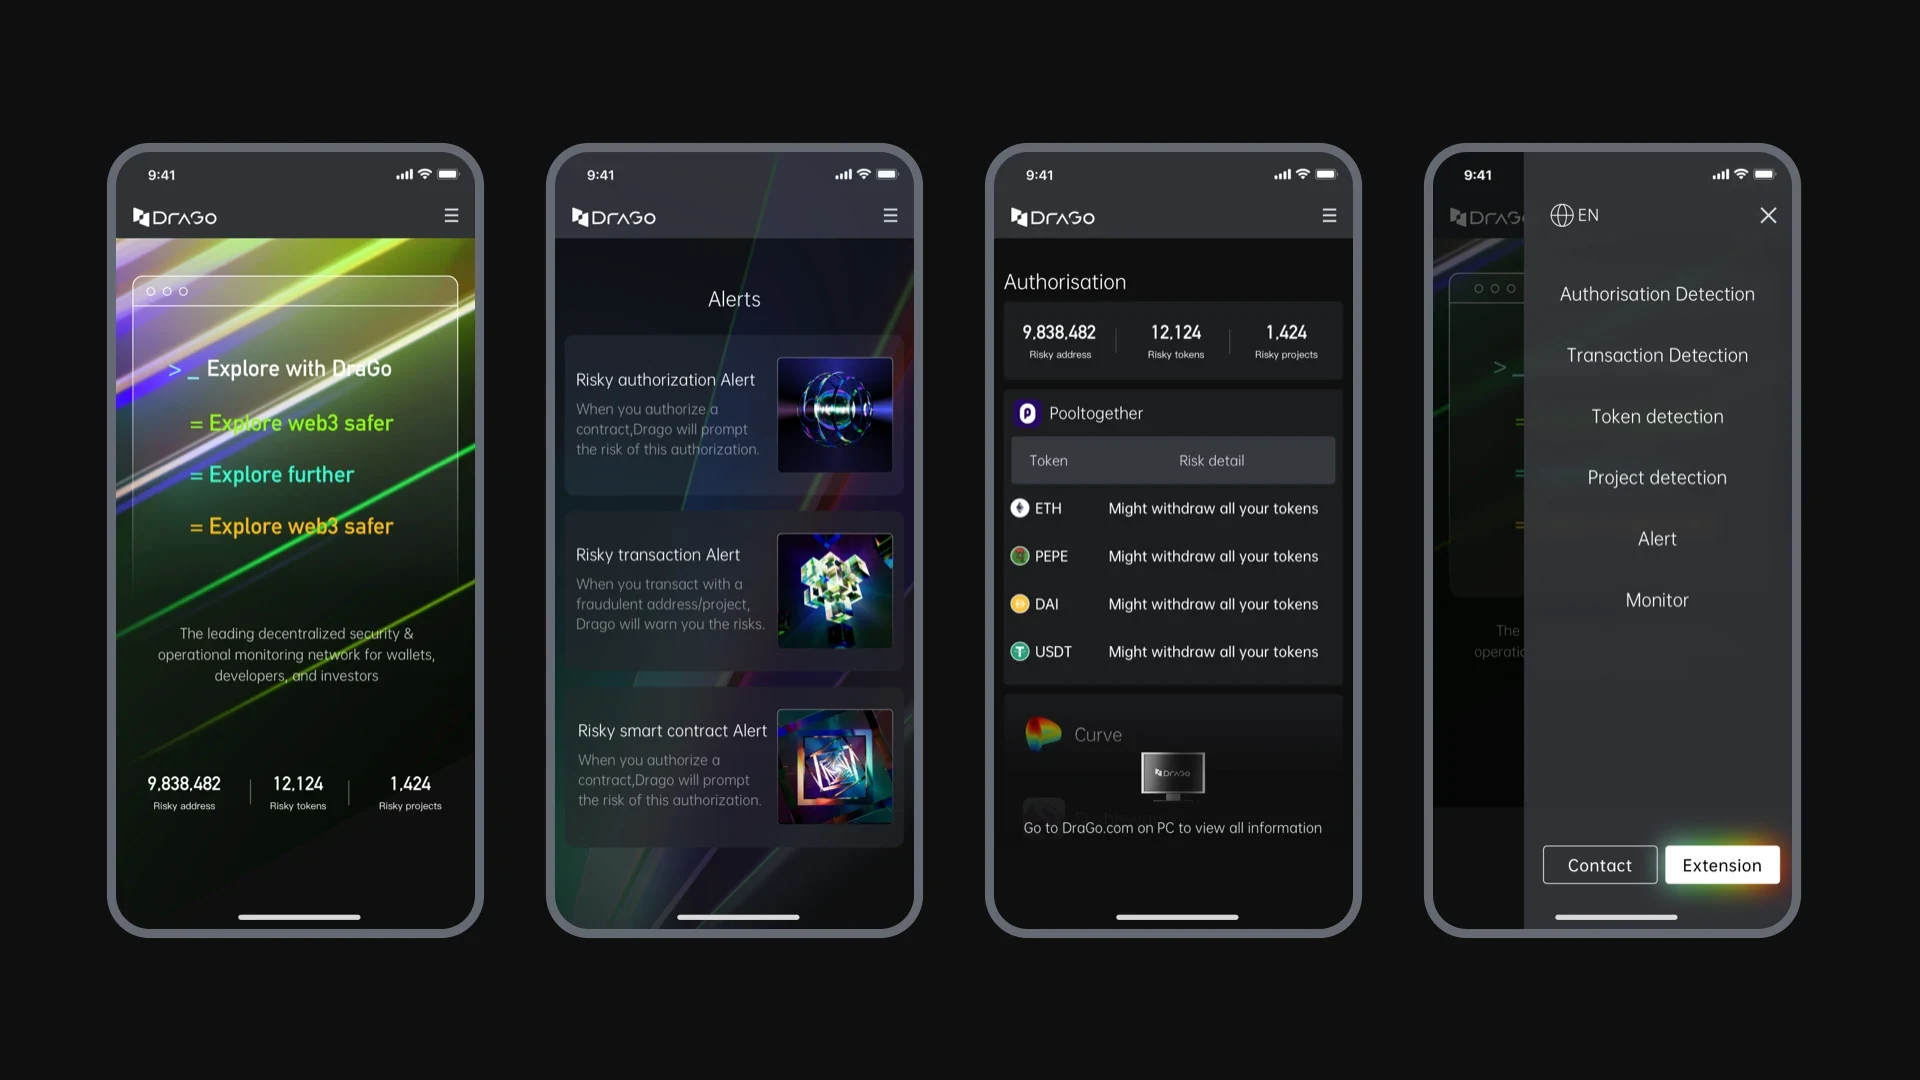 9:41
DraGo
> _ Explore with DraGo
= Explore web3 safer
= Explore further
= Explore web3 safer
The leading decentralized security &
operational monitoring network for wallets,
developers, and investors
9,838,482
Risky address
12,124
Risky tokens
1,424
Risky projects
9:41
DraGo
Alerts
Risky authorization Alert
When you authorize a
contract,Drago will prompt
the risk of this authorization.
Risky transaction Alert
When you transact with a
fraudulent address/project,
Drago will warn you the risks.
Risky smart contract Alert
When you authorize a
contract,Drago will prompt
the risk of this authorization.
9:41
DraGo
Authorisation
9,838,482
Risky address
12,124
Risky tokens
1,424
Risky projects
Pooltogether
Token Risk detail
ETH Might withdraw all your tokens
PEPE Might withdraw all your tokens
DAI Might withdraw all your tokens
USDT Might withdraw all your tokens
Curve
DraGo
Go to DraGo.com on PC to view all information
9:41
DraGo
EN
Authorisation Detection
Transaction Detection
Token detection
Project detection
Alert
Monitor
> _
=
=
=
The
Contact
Extension